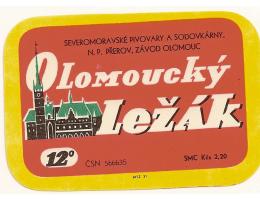 SEVEROMORAVSKÉ PIVOVARY A SODOVKÁRNY,
N. P. PŘEROV, ZÁVOD OLOMOUC
OLOMOUCKÝ
LEŽÁK
12°
ČSN 566635
SMC Kčs 2,20